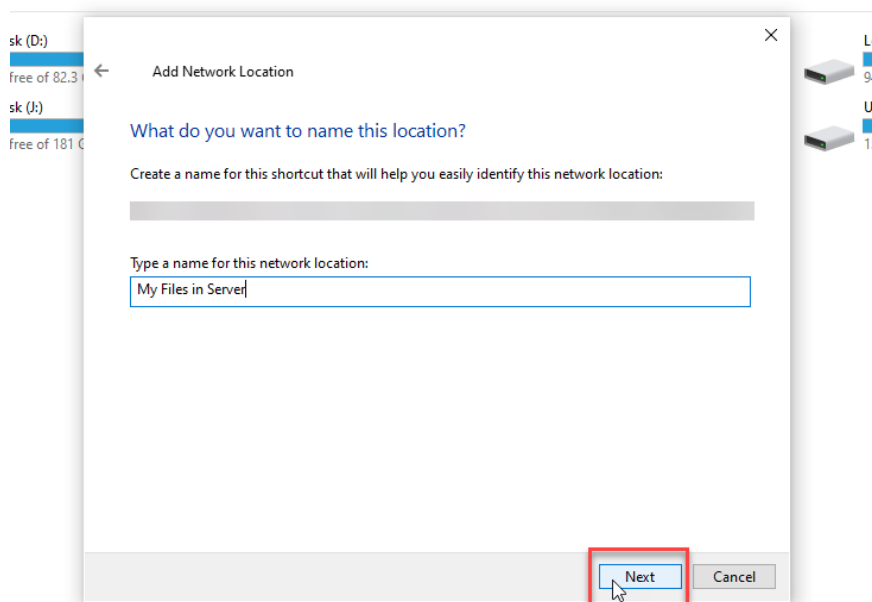 sk (D:)
free of 82.3
sk (J:)
free of 181
Add Network Location
What do you want to name this location?
Create a name for this shortcut that will help you easily identify this network location:
Type a name for this network location:
My Files in Server
Next
Cancel